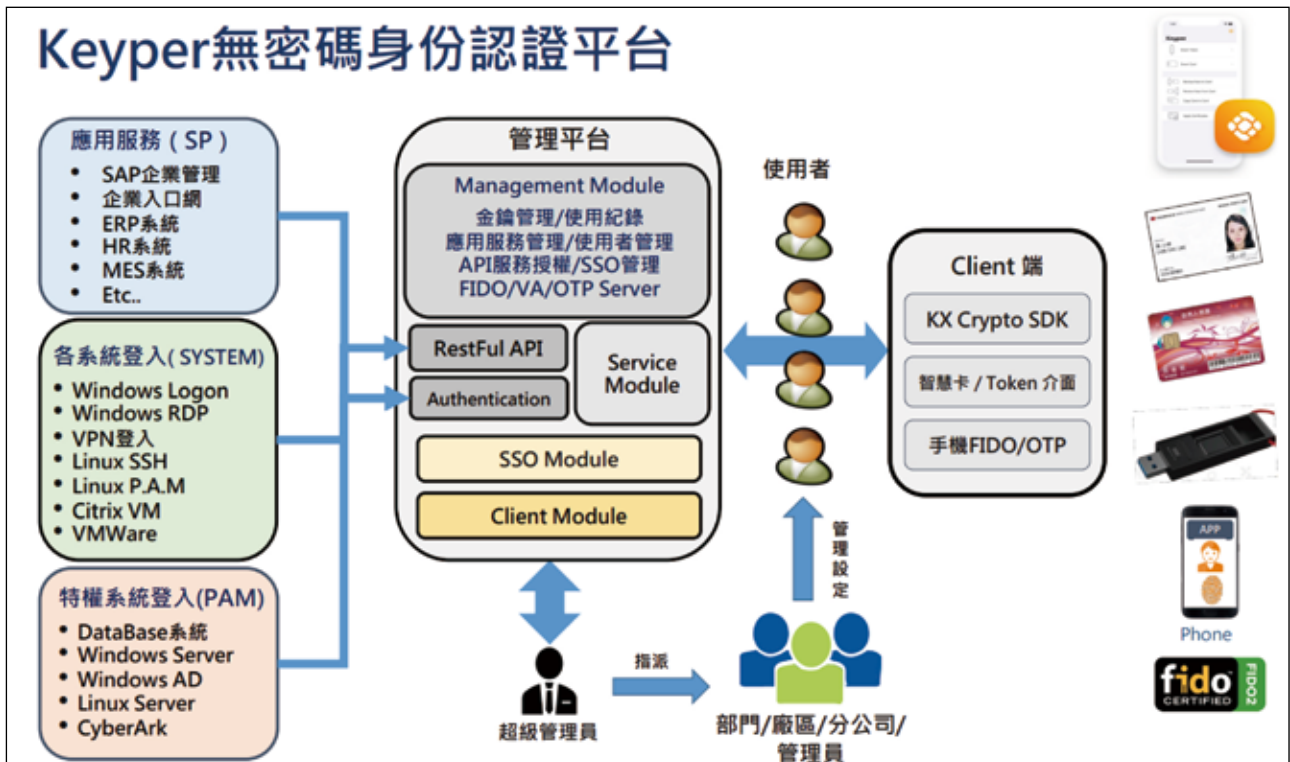 Keyper無密碼身份認證平台
應用服務（SP）
• SAP企業管理
• 企業入口網
• ERP系統
• HR系統
• MES系統
• Etc..
各系統登入(SYSTEM)
• Windows Logon
• Windows RDP
• VPN登入
• Linux SSH
• Linux P.A.M
• Citrix VM
• VMWare
特權系統登入(PAM)
• DataBase系統
• Windows Server
• Windows AD
• Linux Server
• CyberArk
管理平台
Management Module
金鑰管理/使用紀錄
應用服務管理/使用者管理
API服務授權/SSO管理
FIDO/VA/OTP Server
RestFul API
Authentication
Service
Module
SSO Module
Client Module
超級管理員
指派
使用者
管理設定
部門/廠區/分公司/
管理員
Client 端
KX Crypto SDK
智慧卡 / Token 介面
手機FIDO/OTP
Keyper
APP
Phone
fido
CERTIFIED
FIDO2